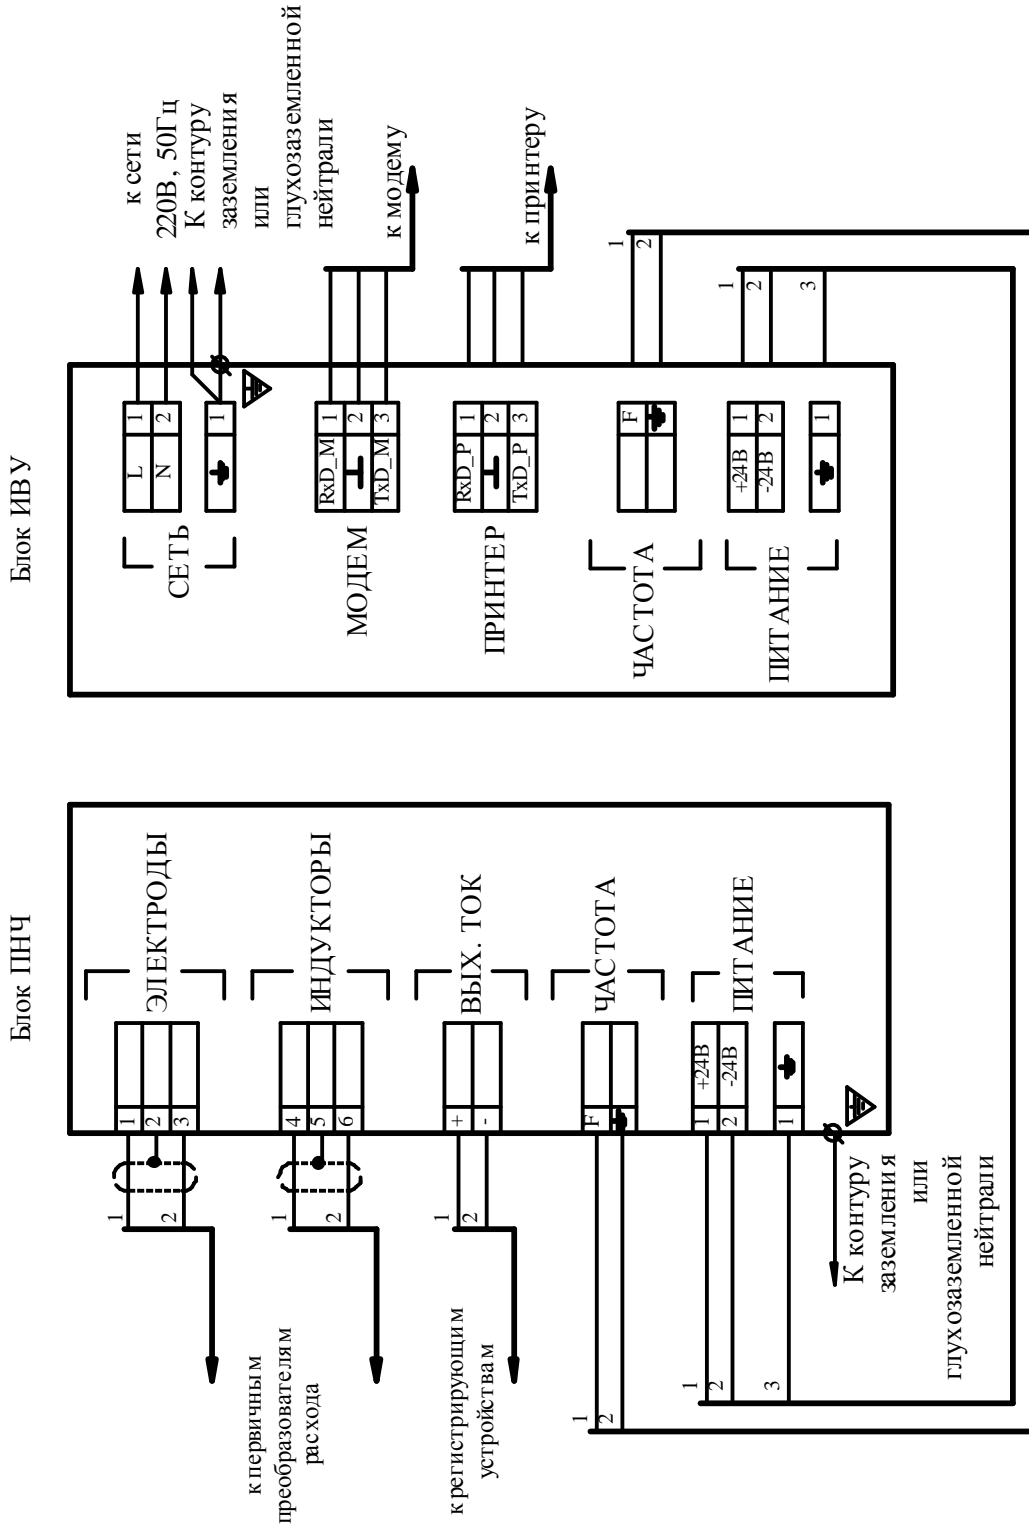 Блок ПНЧ
ЭЛЕКТРОДЫ
1
2
3
1
2
ИНДУКТОРЫ
4
5
6
1
2
к первичным
преобразователям
расхода
ВЫХ. ТОК
+
-
1
2
к регистрирующим
устройствам
ЧАСТОТА
F
1
2
ПИТАНИЕ
1 +24В
2 -24В
1
1
2
3
К контуру
заземления
или
глухозаземленной
нейтрали
Блок ИВУ
СЕТЬ
L 1
N 2
1
к сети
220В, 50Гц
К контуру
заземления
или
глухозаземленной
нейтрали
МОДЕМ
RxD_M 1
2
TxD_M 3
к модему
ПРИНТЕР
RxD_P 1
2
TxD_P 3
к принтеру
ЧАСТОТА
F
1
2
ПИТАНИЕ
+24В 1
-24В 2
1
1
2
3